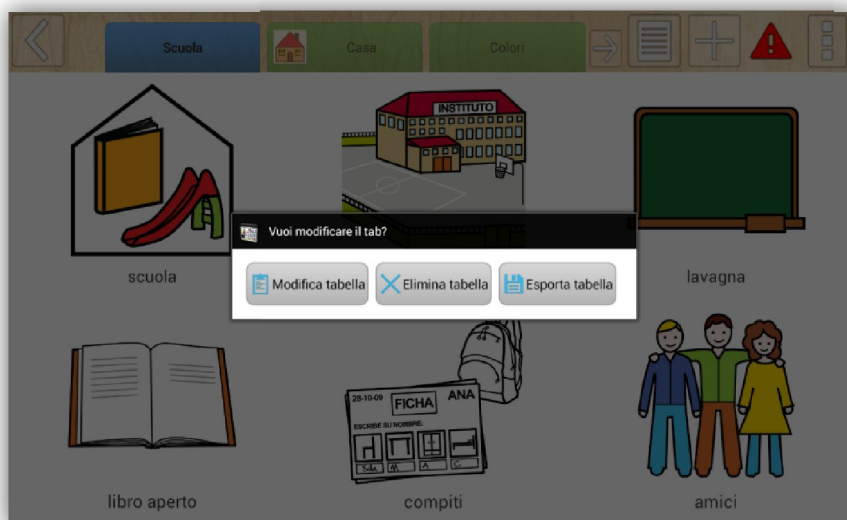 Scuola
Casa
Colori
INSTITUTO
Vuoi modificare il tab?
Modifica tabella
Elimina tabella
Esporta tabella
scuola
lavagna
28-10-09
FICHA
ANA
ESCRIBE SU NOMBRE:
libro aperto
compiti
amici